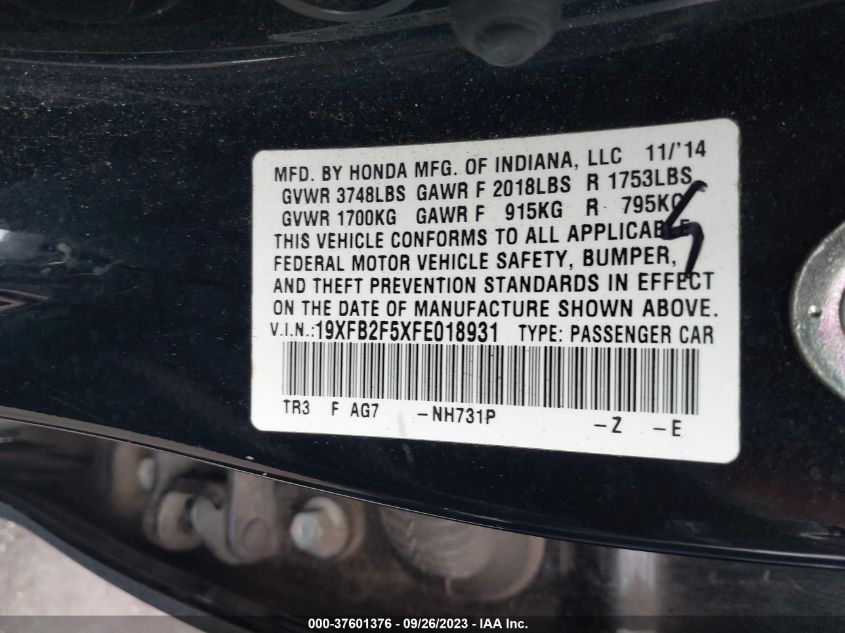 MFD. BY HONDA MFG. OF INDIANA, LLC 11/'14
GVWR 3748LBS GAWR F 2018LBS R 1753LBS
GVWR 1700KG GAWR F 915KG R 795KG
THIS VEHICLE CONFORMS TO ALL APPLICABLE
FEDERAL MOTOR VEHICLE SAFETY, BUMPER,
AND THEFT PREVENTION STANDARDS IN EFFECT
ON THE DATE OF MANUFACTURE SHOWN ABOVE.
V.I.N.:19XFB2F5XFE018931 TYPE: PASSENGER CAR
TR3 F AG7 -NH731P -Z -E
000-37601376 - 09/26/2023 - IAA Inc.